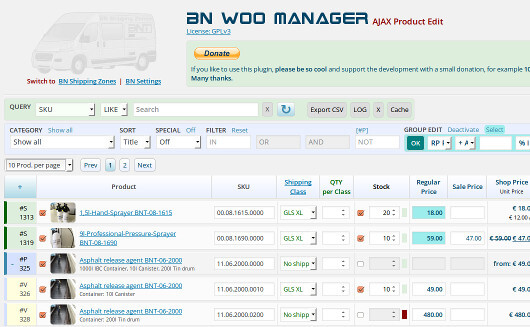 BN WOO MANAGER AJAX Product Edit
License: GPLv3
Donate
If you like to use this plugin, please be so cool and support the development with a small donation, for example 10
Many thanks.
Switch to BN Shipping Zones | BN Settings
QUERY SKU LIKE Search X Export CSV LOG X Cache
CATEGORY Show all SORT SPECIAL Off FILTER Reset [#P] GROUP EDIT Deactivate Select
Show all Title Off IN OR AND NOT OK RP
10 Prod. per page Prev 1 2 Next
+ Product SKU Shipping Class QTY per Class Stock Regular Price Sale Price Shop Price Unit Price
#S 1313 1,5l-Hand-Sprayer BNT-08-1615 00.08.1615.0000 GLS XL 20 18.00 € 18.0
€ 12.00
#S 1319 9l-Professional-Pressure-Sprayer BNT-08-1690 00.08.1690.0000 GLS XL 10 59.00 47.00 € 59.00 € 47.0
#P 325 Asphalt release agent BNT-06-2000 11.06.2000.0000 No shipp from: € 49.0
1000l IBC Container, 10l Canister, 200l Tin drum
#V 326 Asphalt release agent BNT-06-2000 11.06.2000.0010 GLS XL 10 49.00 € 49.0
Container: 10l Canister
#V 328 Asphalt release agent BNT-06-2000 11.06.2000.0200 No shipp 480.00 € 480.
Container: 200l Tin drum